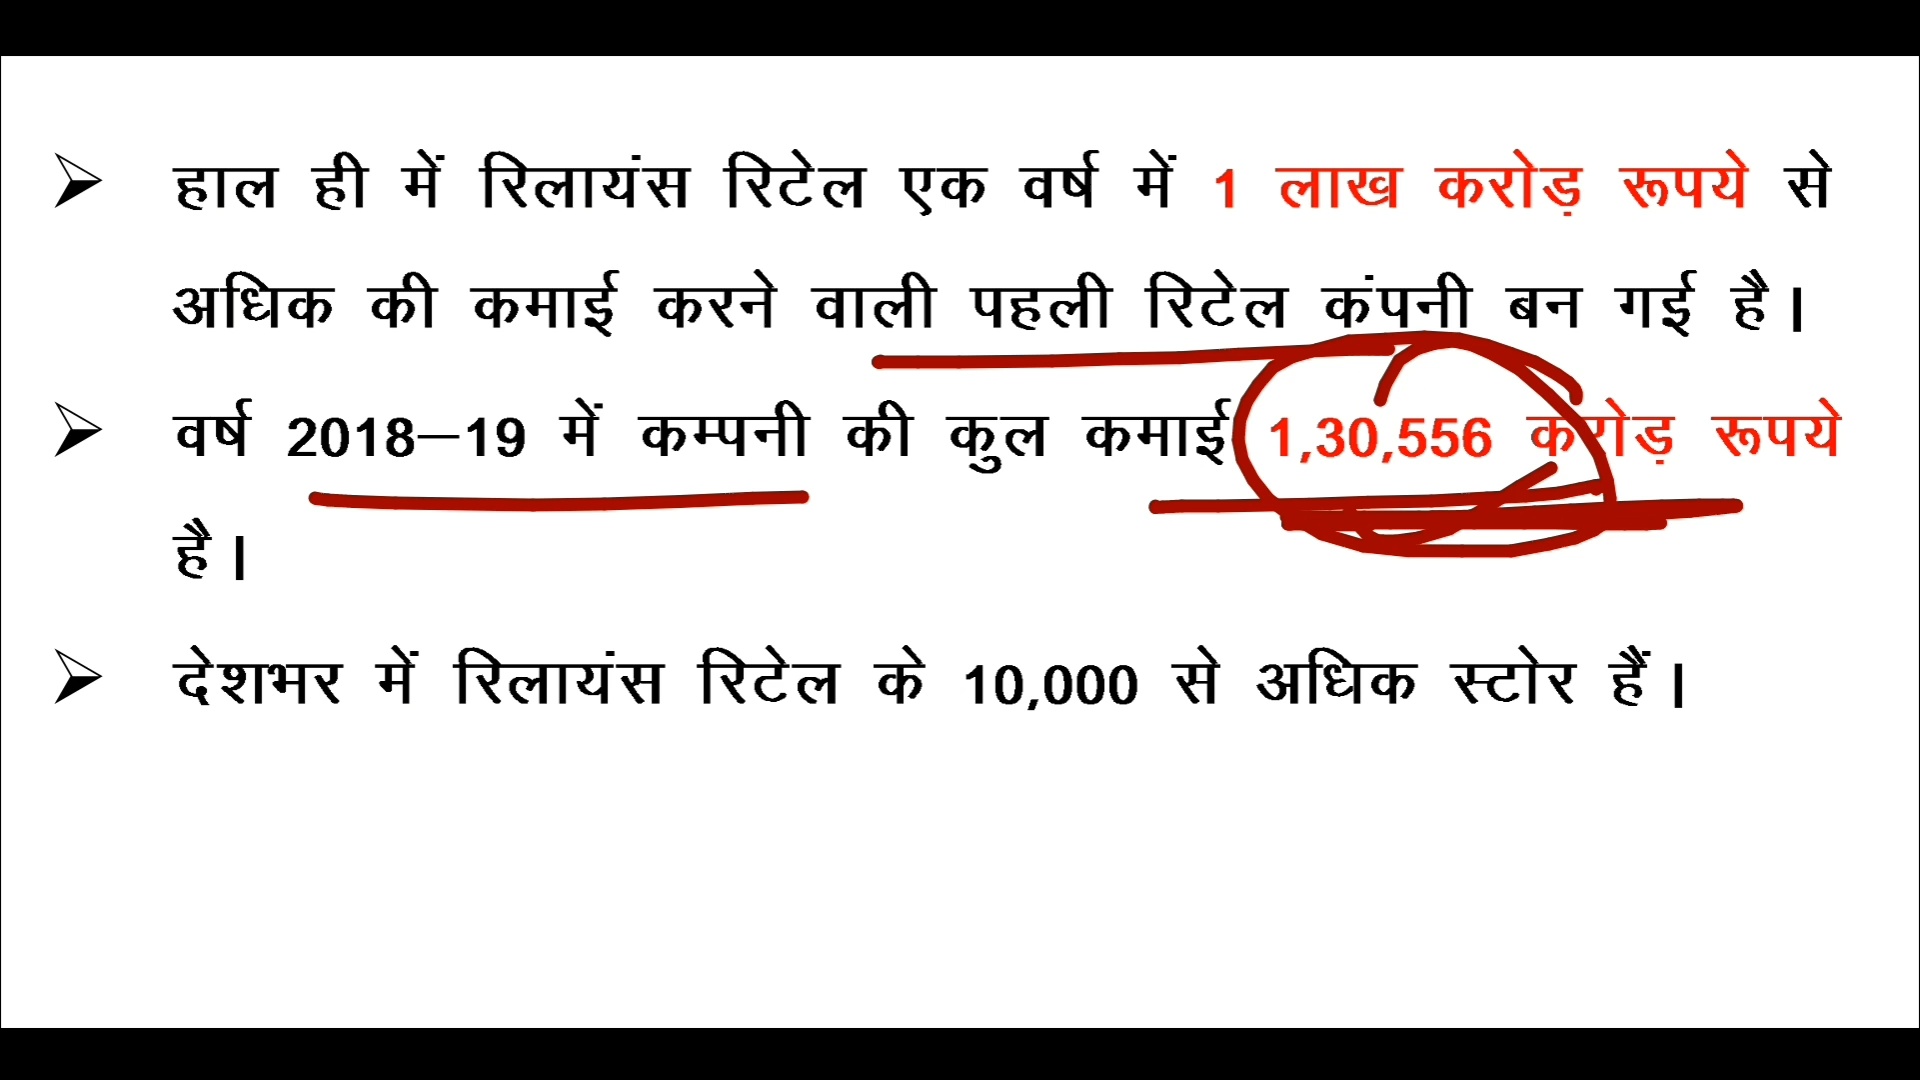 हाल ही में रिलायंस रिटेल एक वर्ष में 1 लाख करोड़ रूपये से
अधिक की कमाई करने वाली पहली रिटेल कंपनी बन गई है।
वर्ष 2018–19 में कम्पनी की कुल कमाई 1,30,556 करोड़ रूपये
है।
देशभर में रिलायंस रिटेल के 10,000 से अधिक स्टोर हैं।